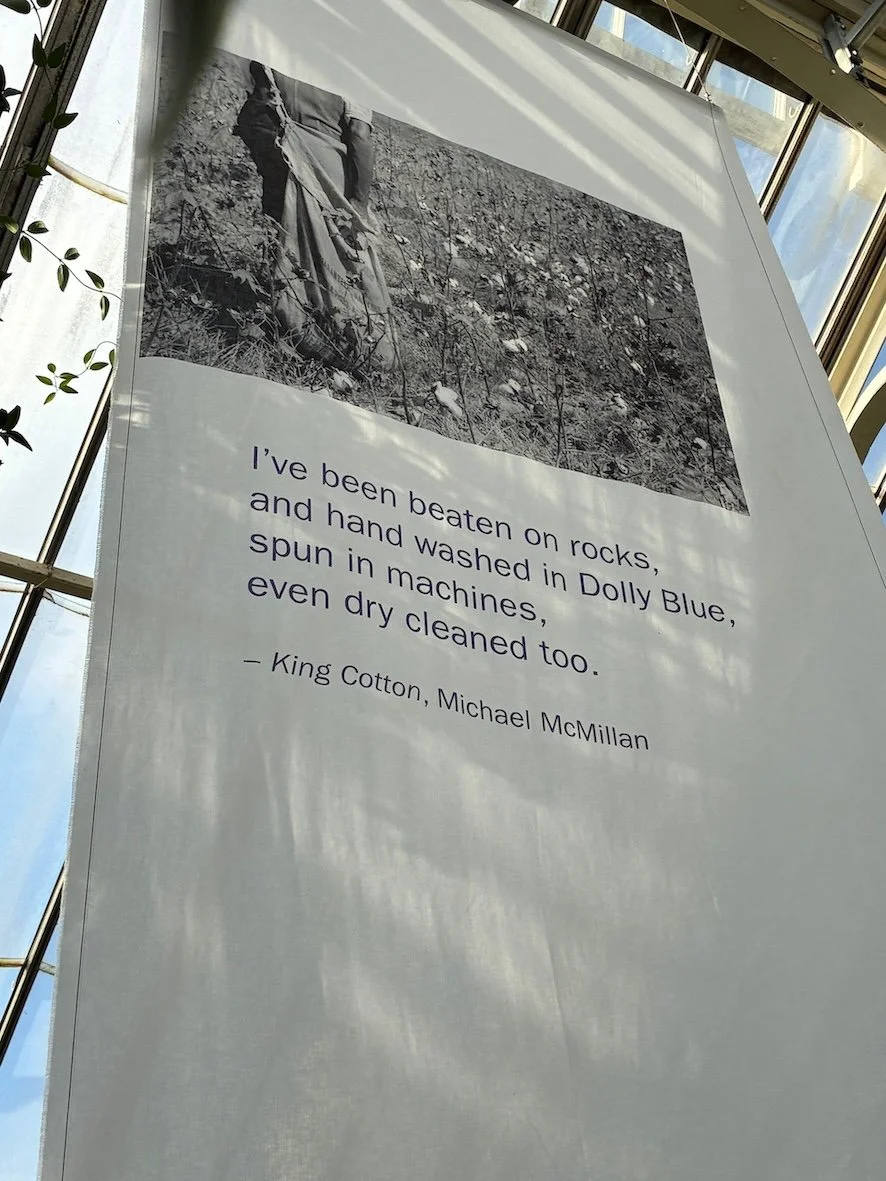 I've been beaten on rocks,
and hand washed in Dolly Blue,
spun in machines,
even dry cleaned too.
– King Cotton, Michael McMillan